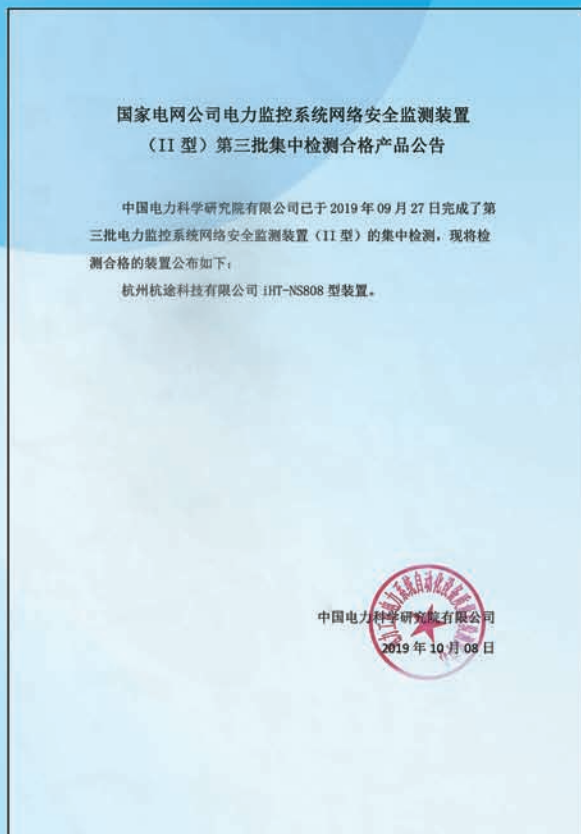 国家电网公司电力监控系统网络安全监测装置
（II 型）第三批集中检测合格产品公告
中国电力科学研究院有限公司已于 2019 年 09 月 27 日完成了第
三批电力监控系统网络安全监测装置（II 型）的集中检测，现将检
测合格的装置公布如下：
杭州杭途科技有限公司 iHT-NS808 型装置。
中国电力科学研究院有限公司
2019 年 10 月 08 日